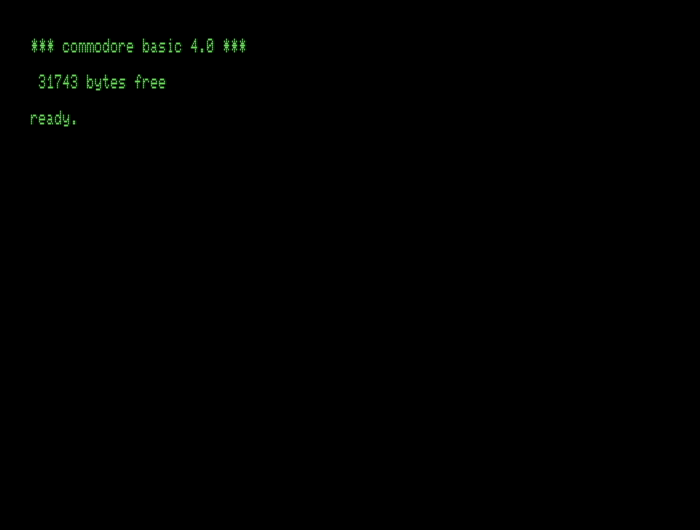 *** commodore basic 4.0 ***
31743 bytes free
ready.